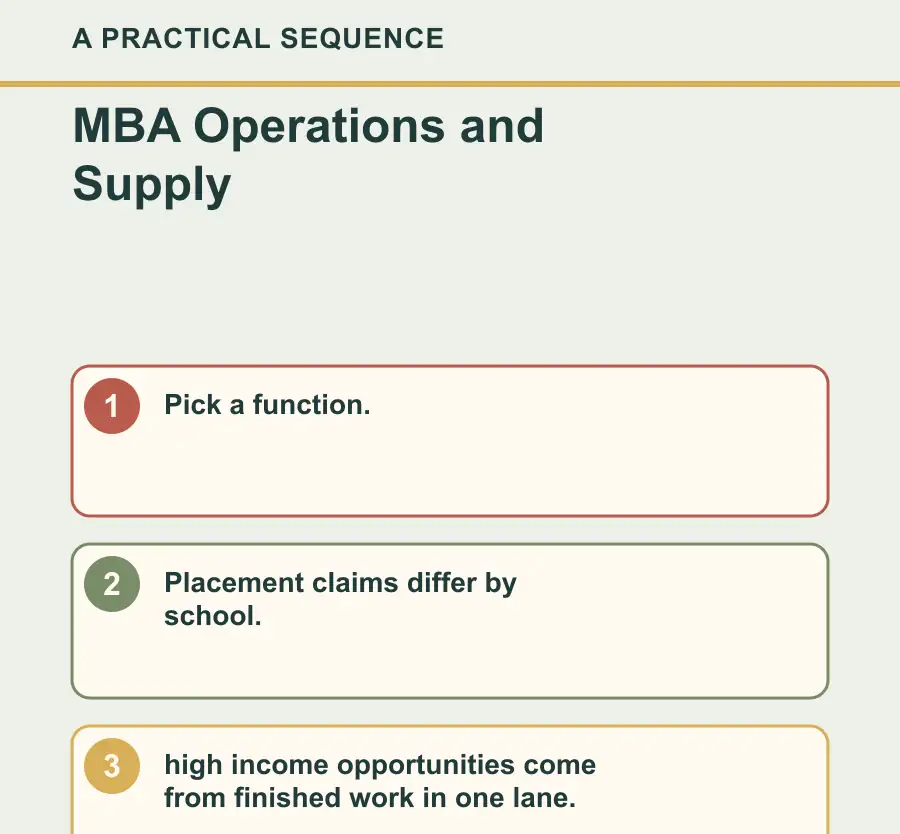 A PRACTICAL SEQUENCE
MBA Operations and
Supply
1
Pick a function.
2
Placement claims differ by
school.
3
high income opportunities come
from finished work in one lane.